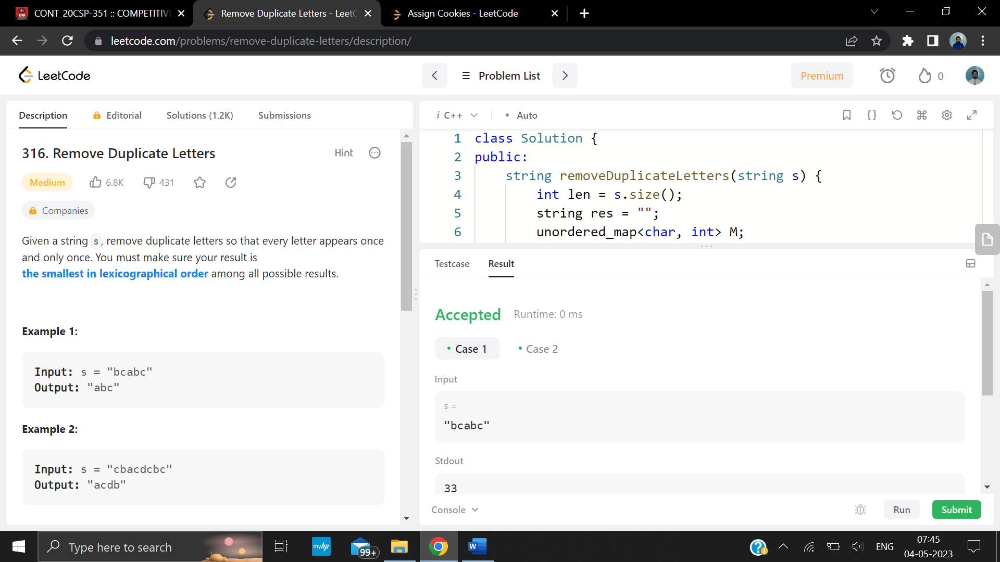 CONT_20CSP-351 :: COMPETITIV
Remove Duplicate Letters - Leet
Assign Cookies - LeetCode
leetcode.com/problems/remove-duplicate-letters/description/
LeetCode
Problem List
Premium
0
Description
Editorial
Solutions (1.2K)
Submissions
316. Remove Duplicate Letters
Hint
Medium
6.8K
431
Companies
Given a string s, remove duplicate letters so that every letter appears once
and only once. You must make sure your result is
the smallest in lexicographical order among all possible results.
Example 1:
Input: s = "bcabc"
Output: "abc"
Example 2:
Input: s = "cbacdcbc"
Output: "acdb"
i C++
• Auto
1 class Solution {
2 public:
3 string removeDuplicateLetters(string s) {
4 int len = s.size();
5 string res = "";
6 unordered_map<char, int> M;
Testcase
Result
Accepted
Runtime: 0 ms
• Case 1
• Case 2
Input
s =
"bcabc"
Stdout
33
Console
Run
Submit
Type here to search
myhp
99+
W
ENG
07:45
04-05-2023